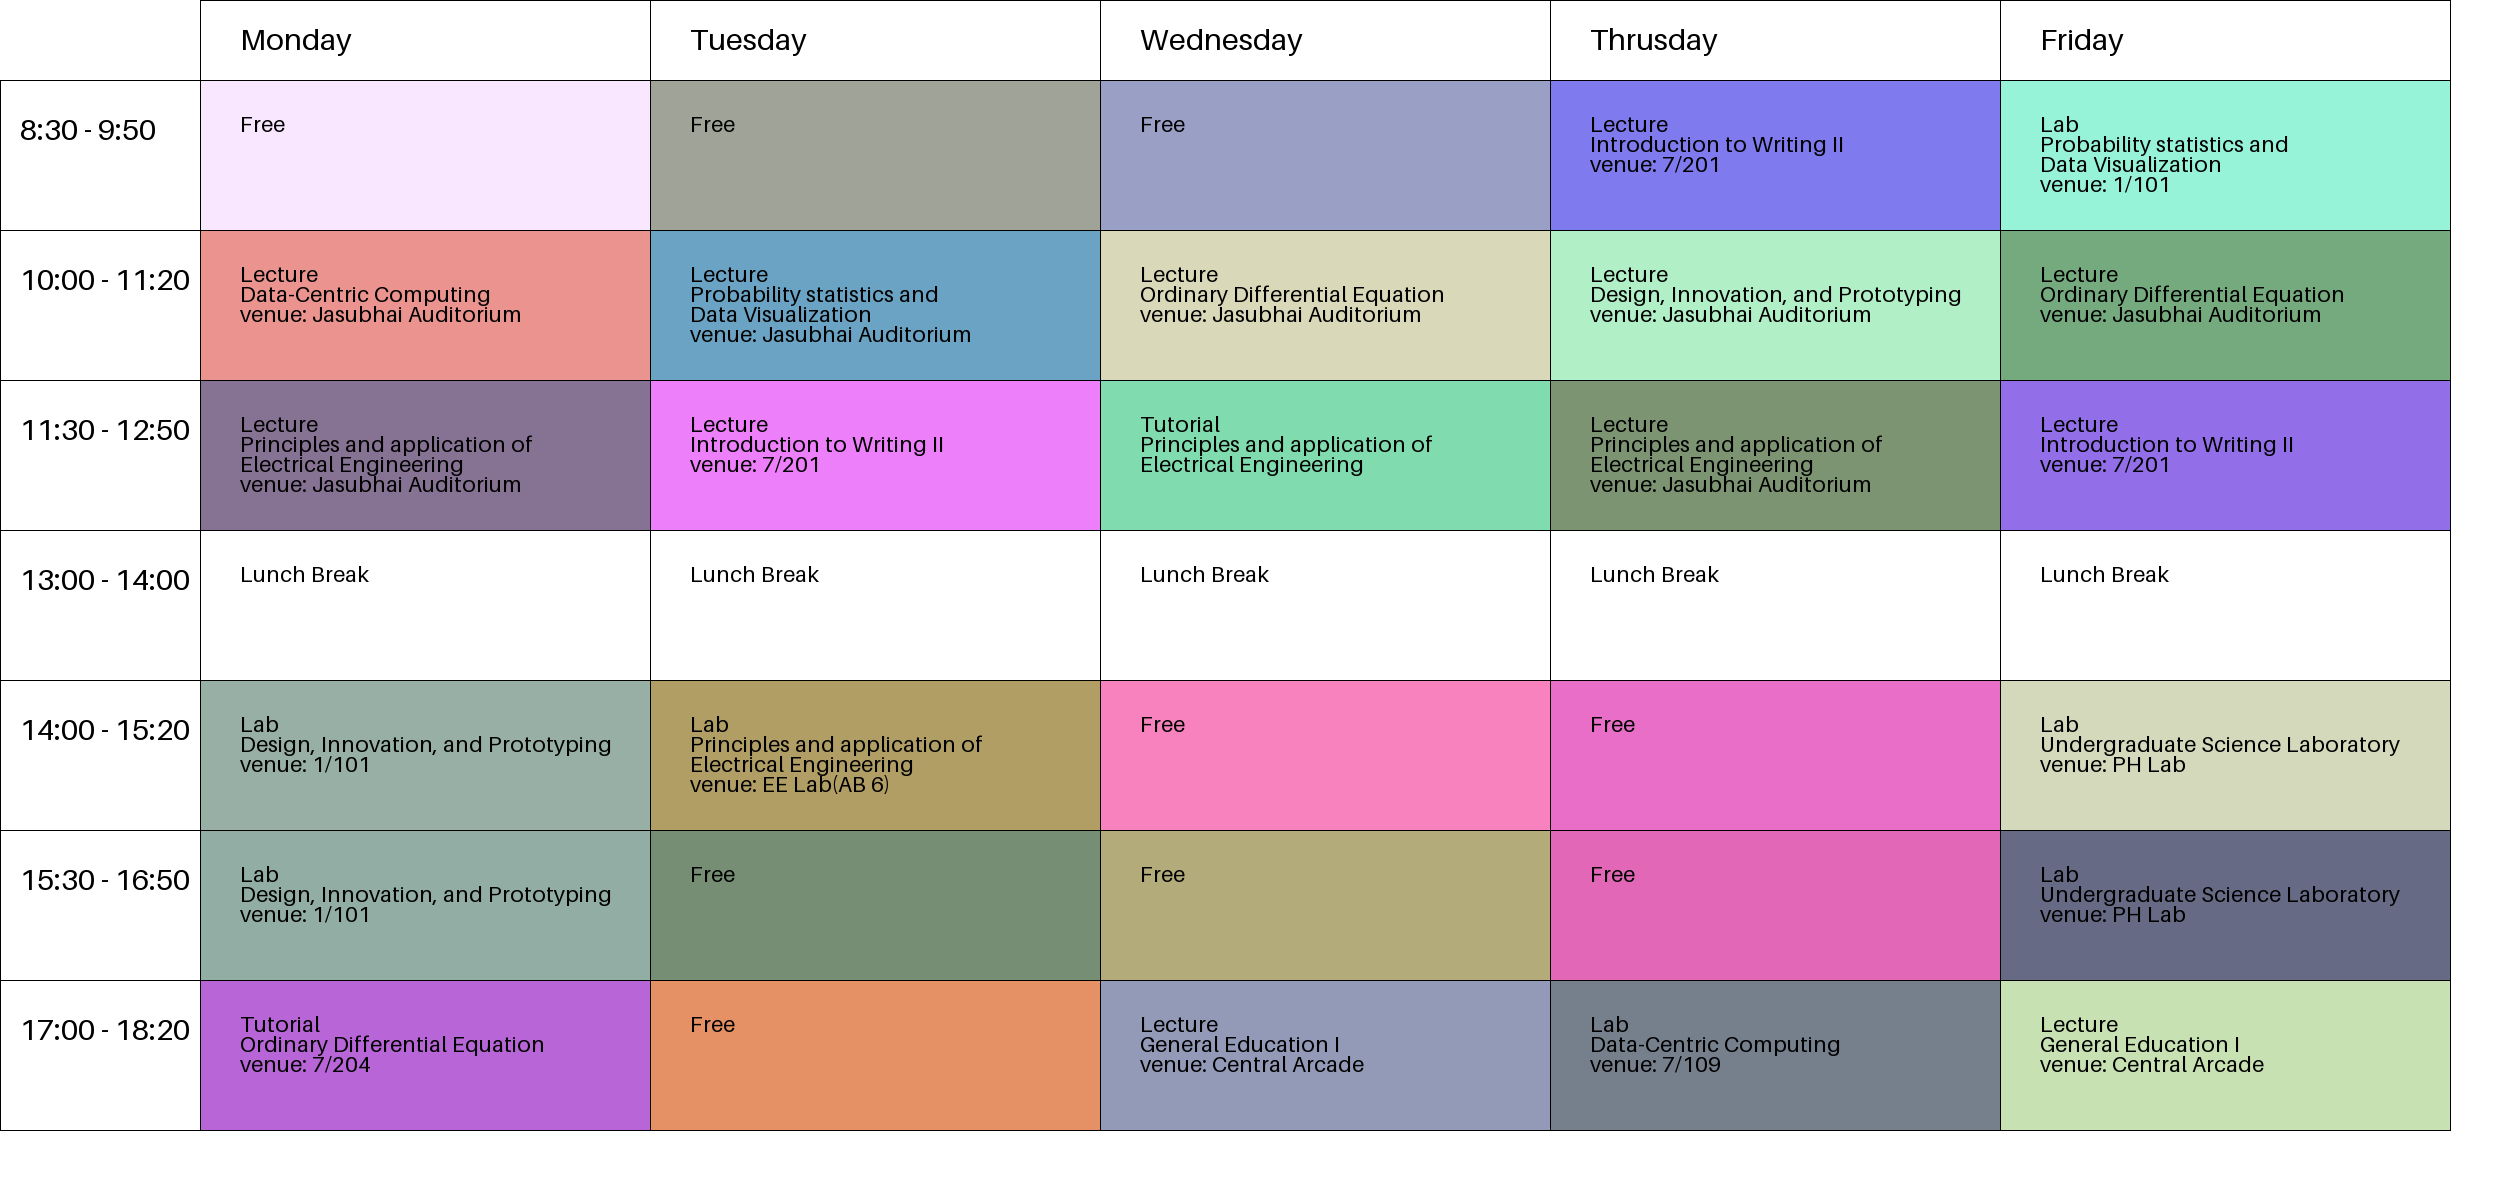 Monday
Tuesday
Wednesday
Thrusday
Friday
8:30 - 9:50
Free
Free
Free
Lecture
Introduction to Writing II
venue: 7/201
Lab
Probability statistics and
Data Visualization
venue: 1/101
10:00 - 11:20
Lecture
Data-Centric Computing
venue: Jasubhai Auditorium
Lecture
Probability statistics and
Data Visualization
venue: Jasubhai Auditorium
Lecture
Ordinary Differential Equation
venue: Jasubhai Auditorium
Lecture
Design, Innovation, and Prototyping
venue: Jasubhai Auditorium
Lecture
Ordinary Differential Equation
venue: Jasubhai Auditorium
11:30 - 12:50
Lecture
Principles and application of
Electrical Engineering
venue: Jasubhai Auditorium
Lecture
Introduction to Writing II
venue: 7/201
Tutorial
Principles and application of
Electrical Engineering
Lecture
Principles and application of
Electrical Engineering
venue: Jasubhai Auditorium
Lecture
Introduction to Writing II
venue: 7/201
13:00 - 14:00
Lunch Break
Lunch Break
Lunch Break
Lunch Break
Lunch Break
14:00 - 15:20
Lab
Design, Innovation, and Prototyping
venue: 1/101
Lab
Principles and application of
Electrical Engineering
venue: EE Lab(AB 6)
Free
Free
Lab
Undergraduate Science Laboratory
venue: PH Lab
15:30 - 16:50
Lab
Design, Innovation, and Prototyping
venue: 1/101
Free
Free
Free
Lab
Undergraduate Science Laboratory
venue: PH Lab
17:00 - 18:20
Tutorial
Ordinary Differential Equation
venue: 7/204
Free
Lecture
General Education I
venue: Central Arcade
Lab
Data-Centric Computing
venue: 7/109
Lecture
General Education I
venue: Central Arcade